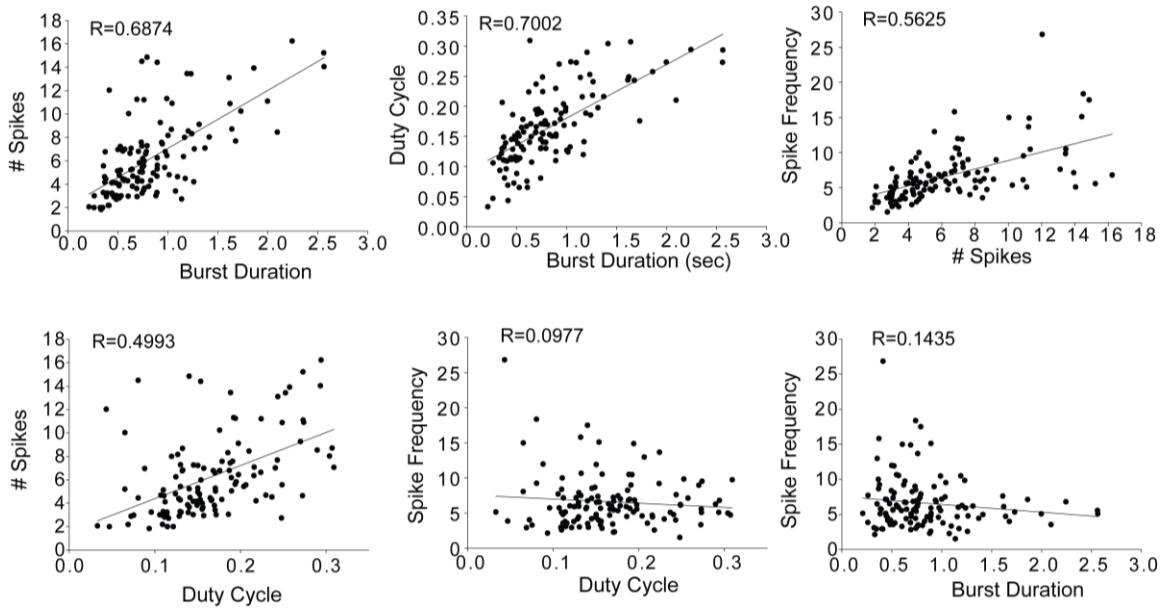 R=0.6874
# Spikes
18
16
14
12
10
8
6
4
2
0
0.0 0.5 1.0 1.5 2.0 2.5 3.0
Burst Duration
R=0.7002
Duty Cycle
0.35
0.30
0.25
0.20
0.15
0.10
0.05
0.00
0.0 0.5 1.0 1.5 2.0 2.5 3.0
Burst Duration (sec)
R=0.5625
Spike Frequency
30
25
20
15
10
5
0
0 2 4 6 8 10 12 14 16 18
# Spikes
R=0.4993
# Spikes
18
16
14
12
10
8
6
4
2
0
0.0 0.1 0.2 0.3
Duty Cycle
R=0.0977
Spike Frequency
30
25
20
15
10
5
0
0.0 0.1 0.2 0.3
Duty Cycle
R=0.1435
Spike Frequency
30
25
20
15
10
5
0
0.0 0.5 1.0 1.5 2.0 2.5 3.0
Burst Duration